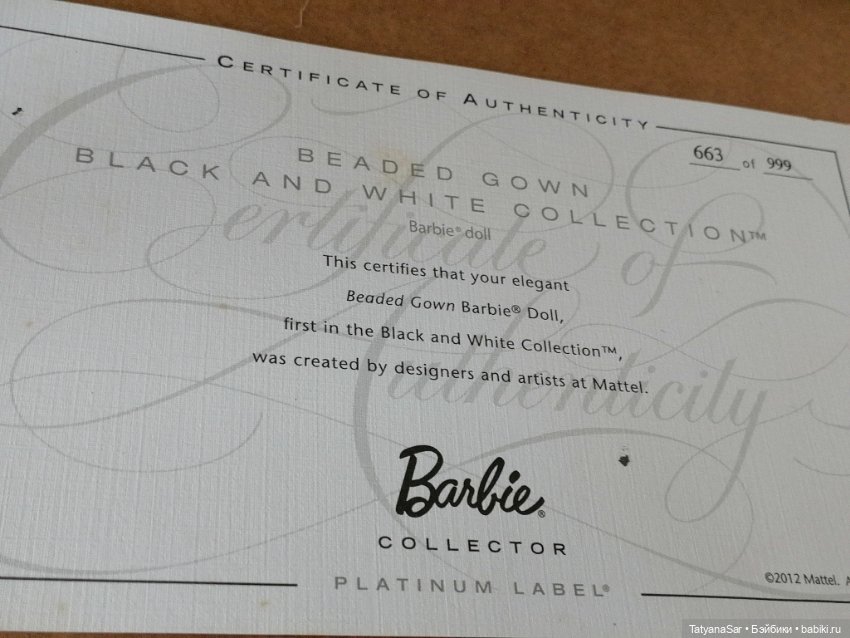 CERTIFICATE OF AUTHENTICITY
663 of 999
BEADED GOWN
BLACK AND WHITE COLLECTION™
Barbie® doll
This certifies that your elegant
Beaded Gown Barbie® Doll,
first in the Black and White Collection™,
was created by designers and artists at Mattel.
Certificate of
Authenticity
Barbie®
COLLECTOR
PLATINUM LABEL®
©2012 Mattel.
TatyanaSar • Бэйбики • babiki.ru